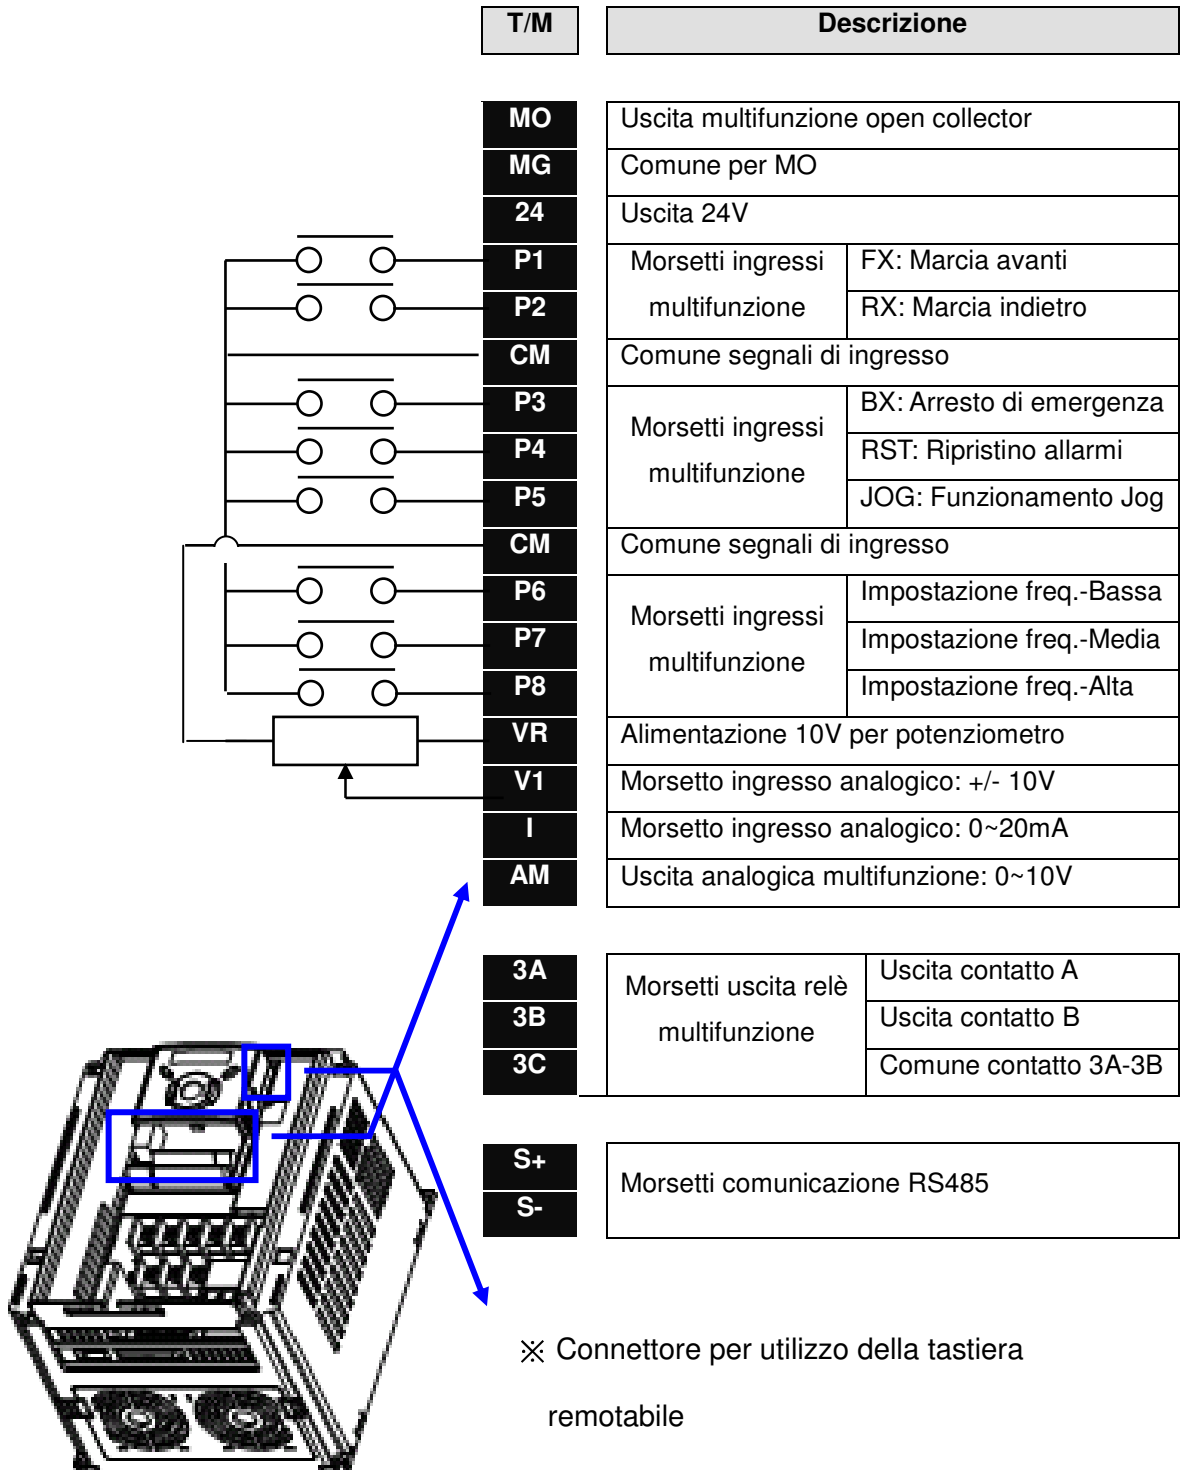 T/M Descrizione
MO Uscita multifunzione open collector
MG Comune per MO
24 Uscita 24V
P1 Morsetti ingressi multifunzione FX: Marcia avanti
P2 RX: Marcia indietro
CM Comune segnali di ingresso
P3 Morsetti ingressi multifunzione BX: Arresto di emergenza
P4 RST: Ripristino allarmi
P5 JOG: Funzionamento Jog
CM Comune segnali di ingresso
P6 Morsetti ingressi multifunzione Impostazione freq.-Bassa
P7 Impostazione freq.-Media
P8 Impostazione freq.-Alta
VR Alimentazione 10V per potenziometro
V1 Morsetto ingresso analogico: +/- 10V
I Morsetto ingresso analogico: 0~20mA
AM Uscita analogica multifunzione: 0~10V
3A Morsetti uscita relè multifunzione Uscita contatto A
3B Uscita contatto B
3C Comune contatto 3A-3B
S+ Morsetti comunicazione RS485
S-
※ Connettore per utilizzo della tastiera
remotabile